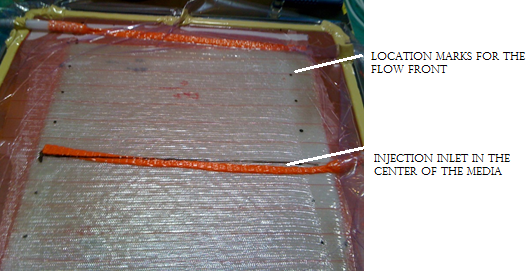 LOCATION MARKS FOR THE
FLOW FRONT
INJECTION INLET IN THE
CENTER OF THE MEDIA